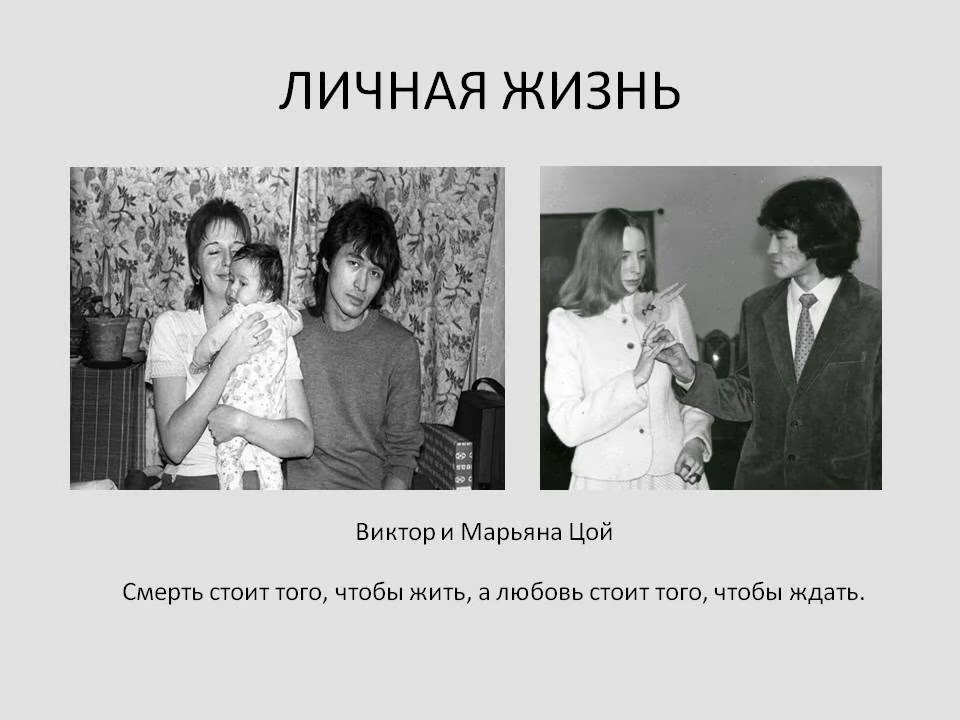 ЛИЧНАЯ ЖИЗНЬ
Виктор и Марьяна Цой
Смерть стоит того, чтобы жить, а любовь стоит того, чтобы ждать.